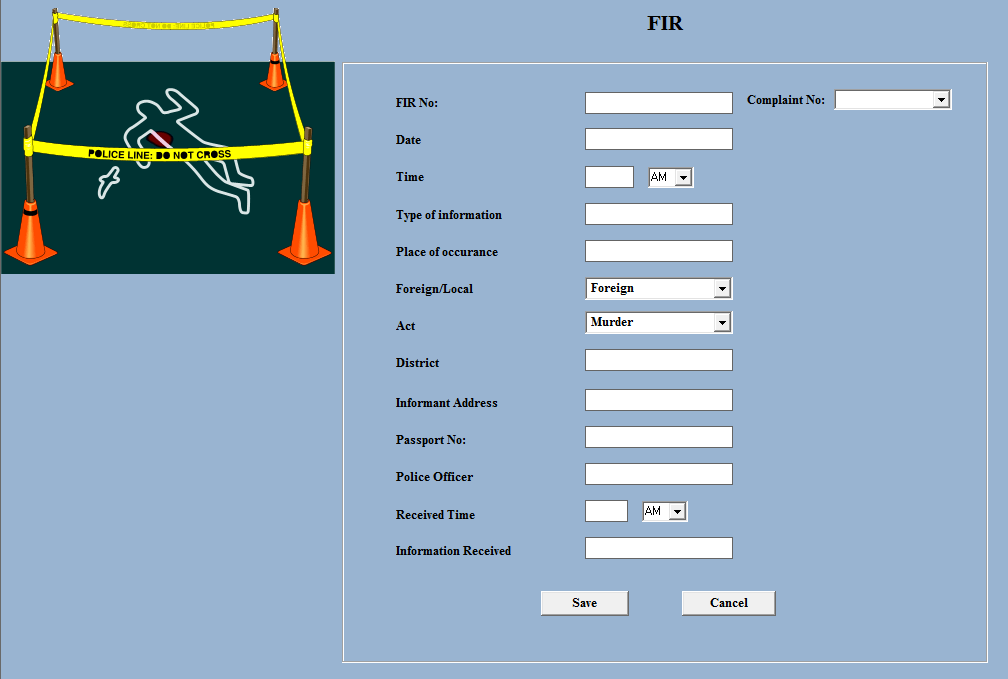 FIR
POLICE LINE: DO NOT CROSS
FIR No:
Complaint No:
Date
Time
AM
Type of information
Place of occurance
Foreign/Local
Foreign
Act
Murder
District
Informant Address
Passport No:
Police Officer
Received Time
AM
Information Received
Save
Cancel